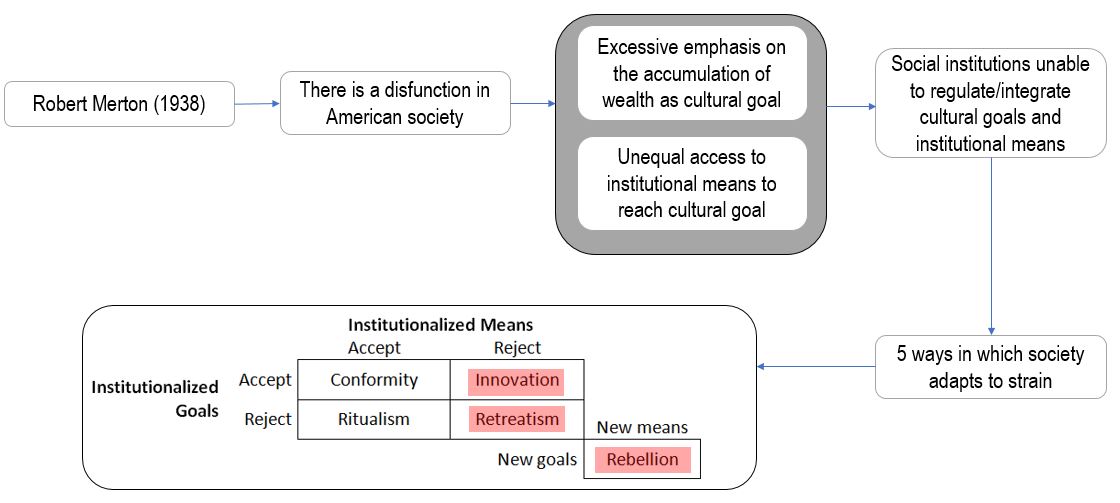 Robert Merton (1938)
There is a disfunction in
American society
Excessive emphasis on
the accumulation of
wealth as cultural goal
Unequal access to
institutional means to
reach cultural goal
Social institutions unable
to regulate/integrate
cultural goals and
institutional means
5 ways in which society
adapts to strain
Institutionalized Means
Accept Reject
Institutionalized
Goals
Accept Conformity Innovation
Reject Ritualism Retreatism
New means
New goals Rebellion